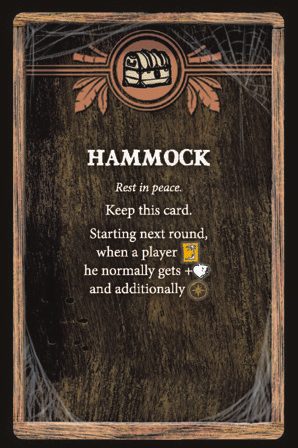 HAMMOCK
Rest in peace.
Keep this card.
Starting next round,
when a player
he normally gets +
and additionally